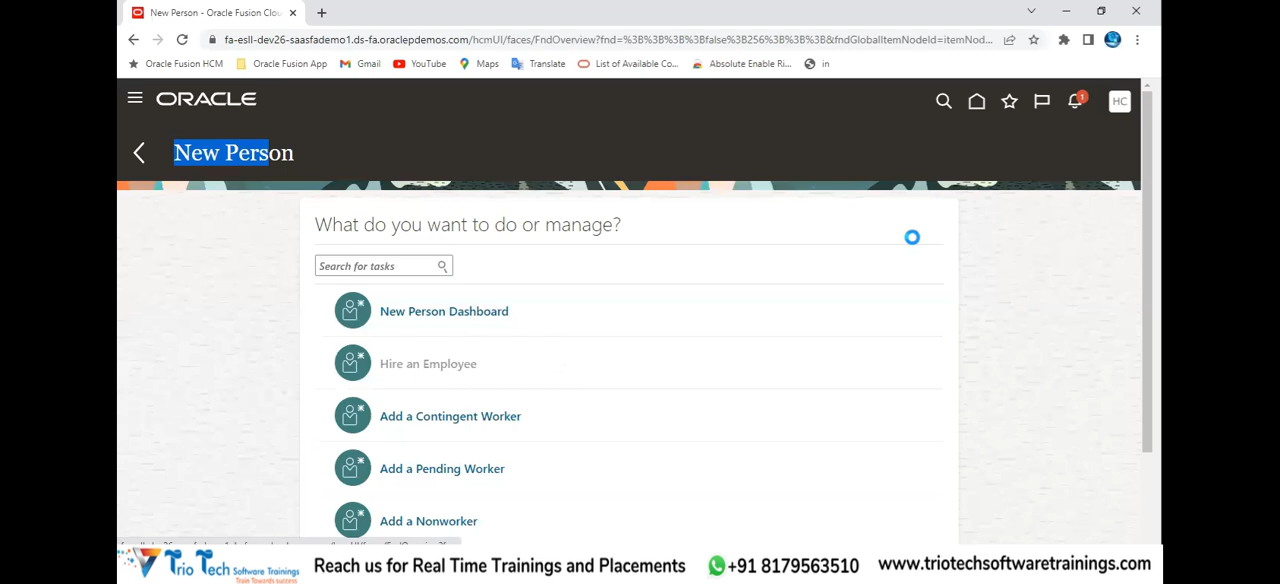 New Person - Oracle Fusion Clou
fa-esll-dev26-saasfademo1.ds-fa.oraclepdemos.com/hcmUI/faces/FndOverview?fnd=%3B%3B%3B%3Bfalse%3B256%3B%3B%3B&fndGlobalItemNodeId=itemNod...
Oracle Fusion HCM Oracle Fusion App Gmail YouTube Maps Translate List of Available Co... Absolute Enable Ri... in
ORACLE
1
HC
New Person
What do you want to do or manage?
Search for tasks
New Person Dashboard
Hire an Employee
Add a Contingent Worker
Add a Pending Worker
Add a Nonworker
Trio Tech
Software Trainings
Train Towards success
Reach us for Real Time Trainings and Placements
+91 8179563510
www.triotechsoftwaretrainings.com